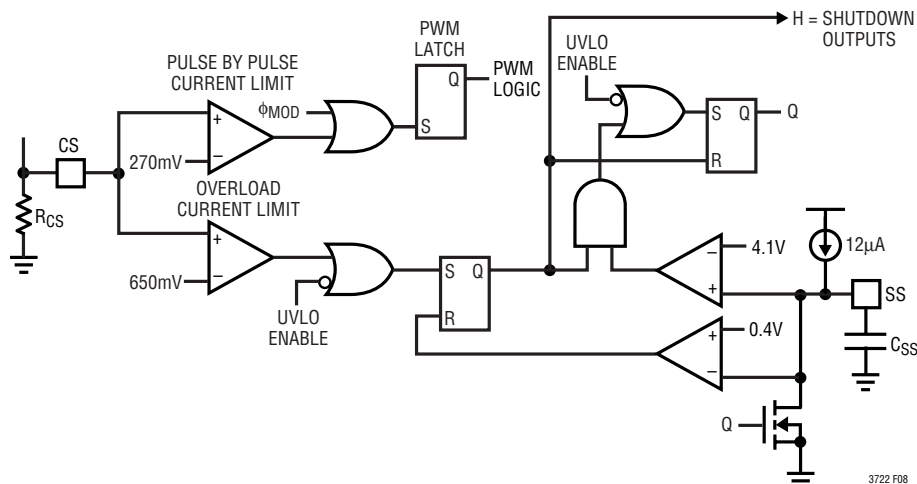 H = SHUTDOWN
OUTPUTS
PWM
LATCH
UVLO
ENABLE
PULSE BY PULSE
CURRENT LIMIT
Q
PWM
LOGIC
ΦMOD
S
S
Q
Q
R
CS
+
–
270mV
OVERLOAD
CURRENT LIMIT
RCS
+
–
650mV
UVLO
ENABLE
S
Q
R
–
4.1V
+
12µA
SS
CSS
+
0.4V
–
Q
3722 F08